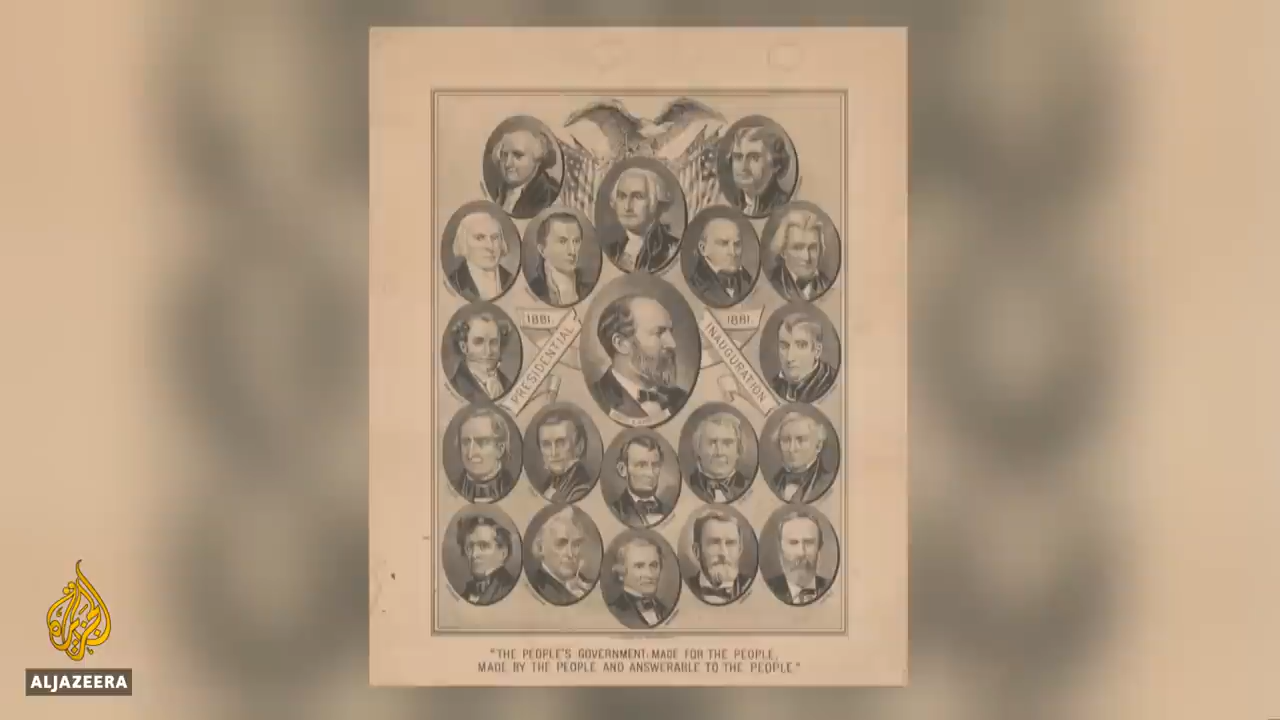 1881.
1881.
PRESIDENTIAL
INAUGURATION
"THE PEOPLE'S GOVERNMENT: MADE FOR THE PEOPLE,
MADE BY THE PEOPLE AND ANSWERABLE TO THE PEOPLE"
الجزيرة
ALJAZEERA